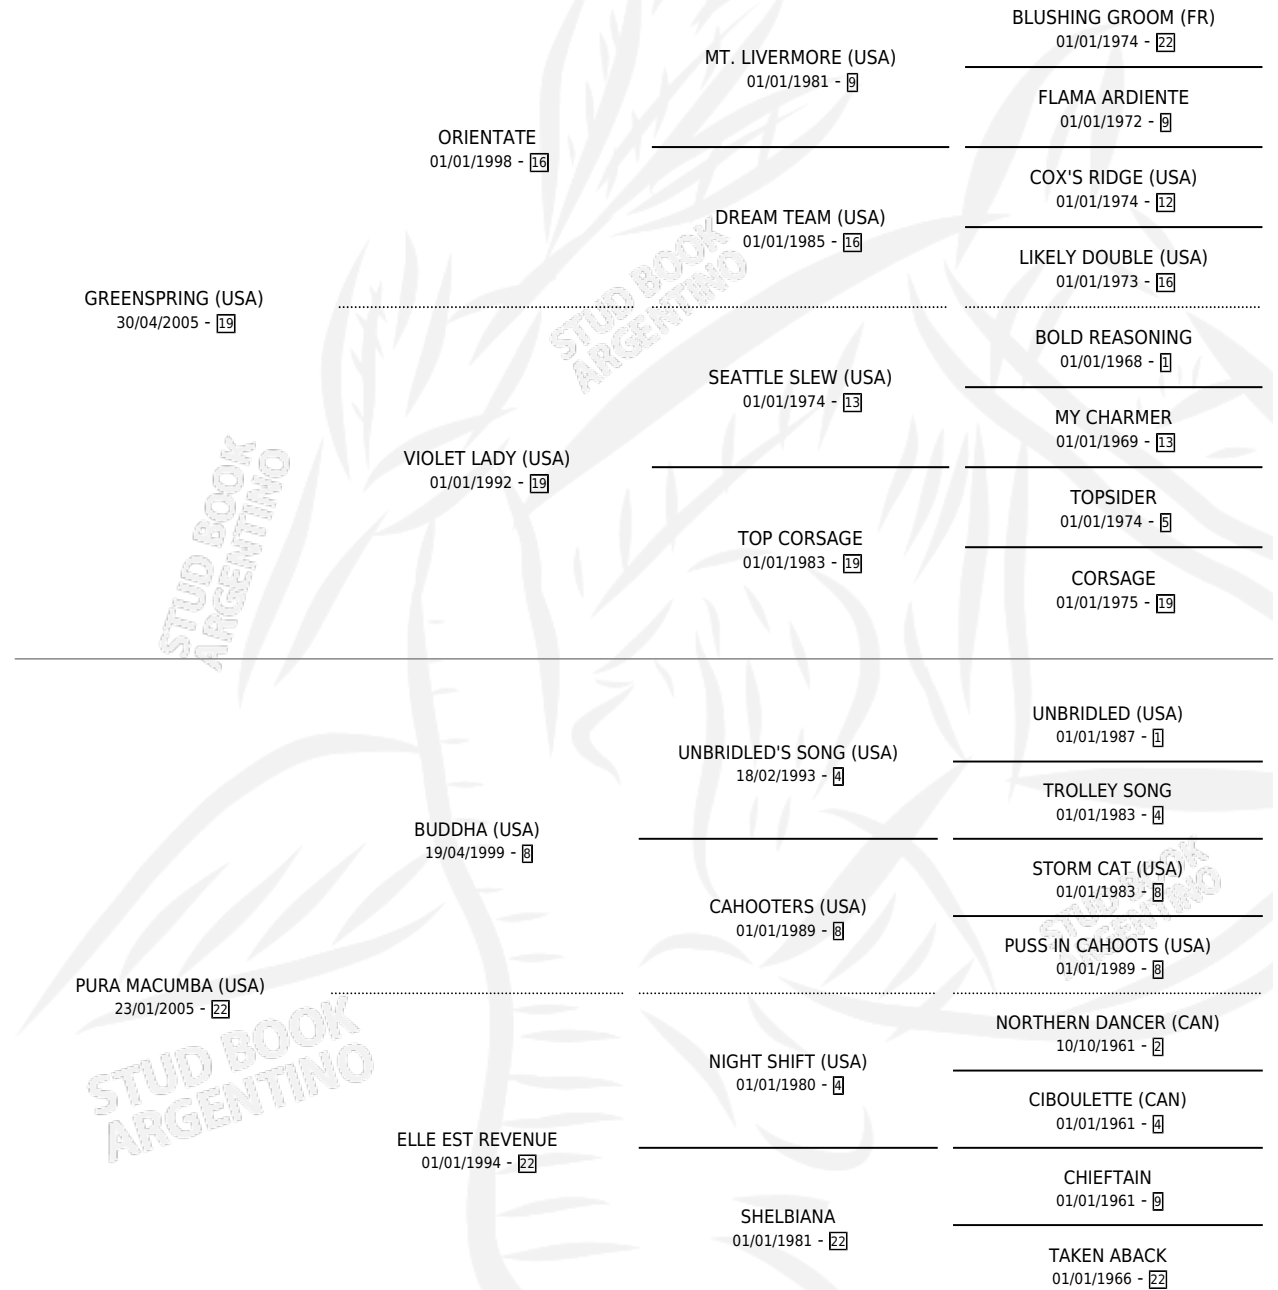 BLUSHING GROOM (FR)
01/01/1974 - 22
MT. LIVERMORE (USA)
01/01/1981 - 9
FLAMA ARDIENTE
01/01/1972 - 9
ORIENTATE
01/01/1998 - 16
COX'S RIDGE (USA)
01/01/1974 - 12
DREAM TEAM (USA)
01/01/1985 - 16
LIKELY DOUBLE (USA)
01/01/1973 - 16
GREENSPRING (USA)
30/04/2005 - 19
STUD BOOK
ARGENTINO
BOLD REASONING
01/01/1968 - 1
SEATTLE SLEW (USA)
01/01/1974 - 13
MY CHARMER
01/01/1969 - 13
VIOLET LADY (USA)
01/01/1992 - 19
TOPSIDER
01/01/1974 - 5
TOP CORSAGE
01/01/1983 - 19
CORSAGE
01/01/1975 - 19
STUD BOOK
ARGENTINO
UNBRIDLED (USA)
01/01/1987 - 1
UNBRIDLED'S SONG (USA)
18/02/1993 - 4
TROLLEY SONG
01/01/1983 - 4
BUDDHA (USA)
19/04/1999 - 8
STORM CAT (USA)
01/01/1983 - 8
CAHOOTERS (USA)
01/01/1989 - 8
STUD BOOK
ARGENTINO
PUSS IN CAHOOTS (USA)
01/01/1989 - 8
PURA MACUMBA (USA)
23/01/2005 - 22
NORTHERN DANCER (CAN)
10/10/1961 - 2
NIGHT SHIFT (USA)
01/01/1980 - 4
STUD BOOK
ARGENTINO
CIBOULETTE (CAN)
01/01/1961 - 4
ELLE EST REVENUE
01/01/1994 - 22
CHIEFTAIN
01/01/1961 - 9
SHELBIANA
01/01/1981 - 22
TAKEN ABACK
01/01/1966 - 22